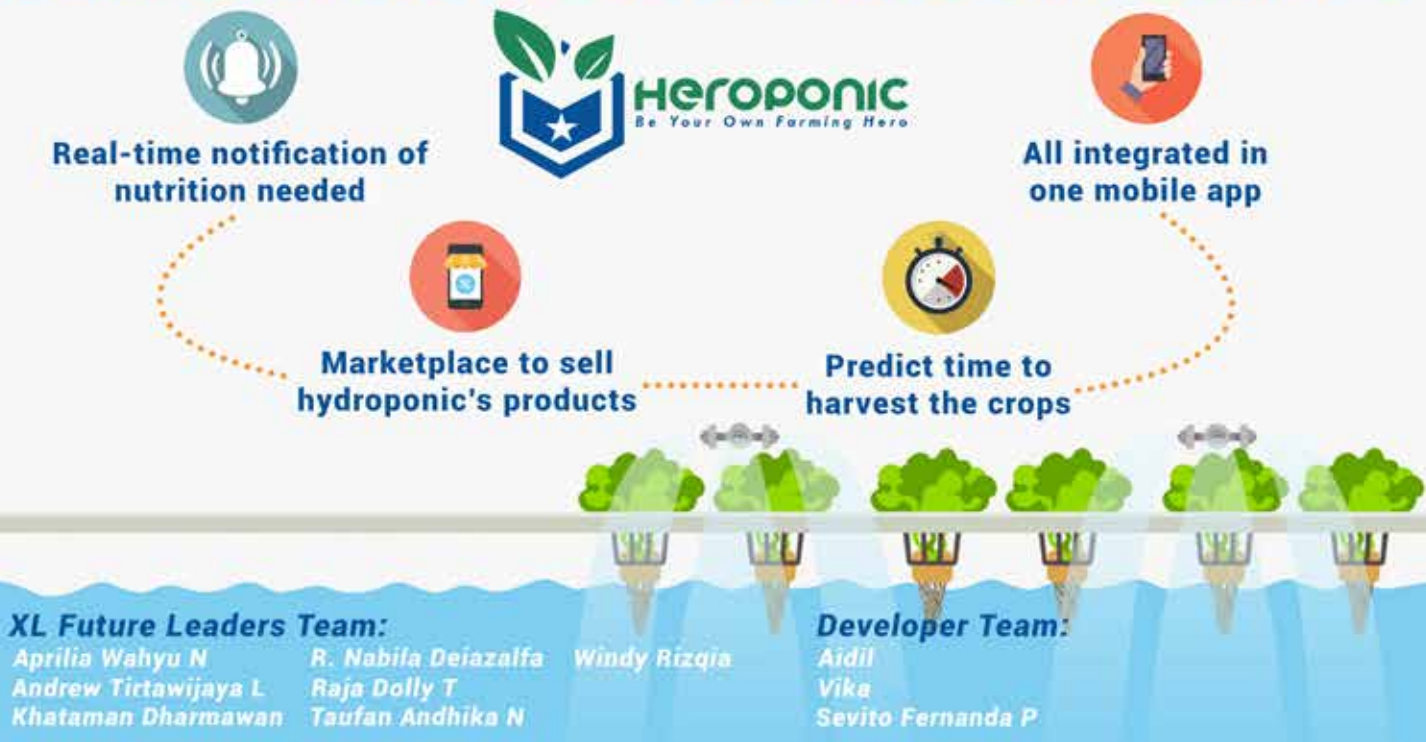 Heroponic
Be Your Own Farming Hero
Real-time notification of
nutrition needed
All integrated in
one mobile app
Marketplace to sell
hydroponic's products
Predict time to
harvest the crops
XL Future Leaders Team:
Aprilia Wahyu N
Andrew Tirtawijaya L
Khataman Dharmawan
R. Nabila Deiazalfa
Raja Dolly T
Taufan Andhika N
Windy Rizqia
Developer Team:
Aidil
Vika
Sevito Fernanda P